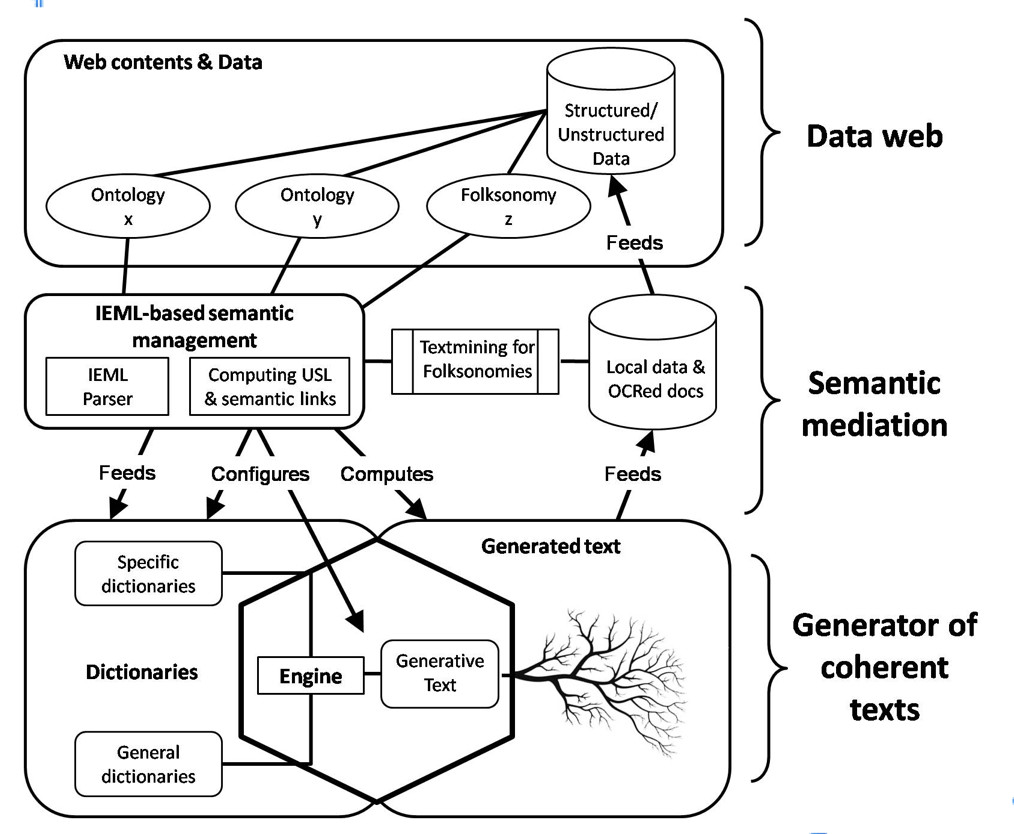 Web contents & Data
Structured/
Unstructured
Data
Data web
Ontology
x
Ontology
y
Folksonomy
z
Feeds
IEML-based semantic
management
IEML
Parser
Computing USL
& semantic links
Textmining for
Folksonomies
Local data &
OCRed docs
Semantic
mediation
Feeds
Configures
Computes
Feeds
Generated text
Specific
dictionaries
Dictionaries
Engine
Generative
Text
General
dictionaries
Generator of
coherent
texts